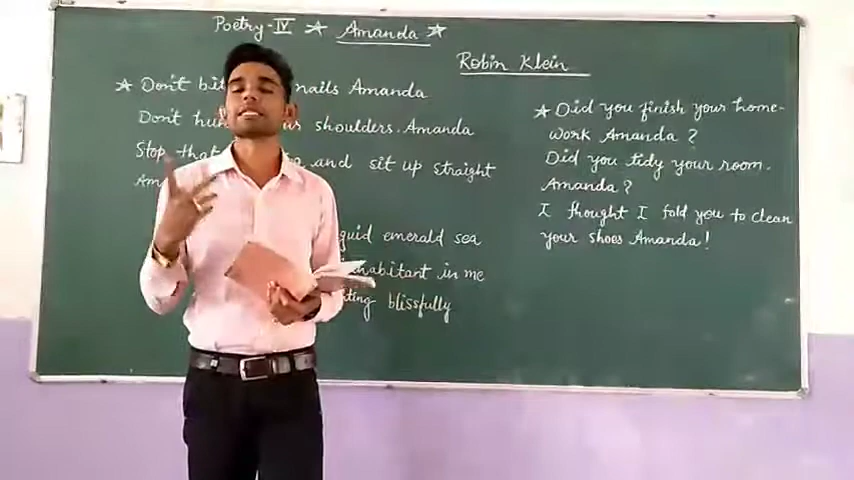 Poetry-IV ★ Amanda ★
Robin Klein
★ Don't bit nails Amanda
Don't hun shoulders. Amanda
Stop that and sit up straight
Am
quid emerald sea
habitant in me
ting blissfully
★ Did you finish your home-
work Amanda ?
Did you tidy your room.
Amanda ?
I thought I told you to clean
your shoes Amanda !